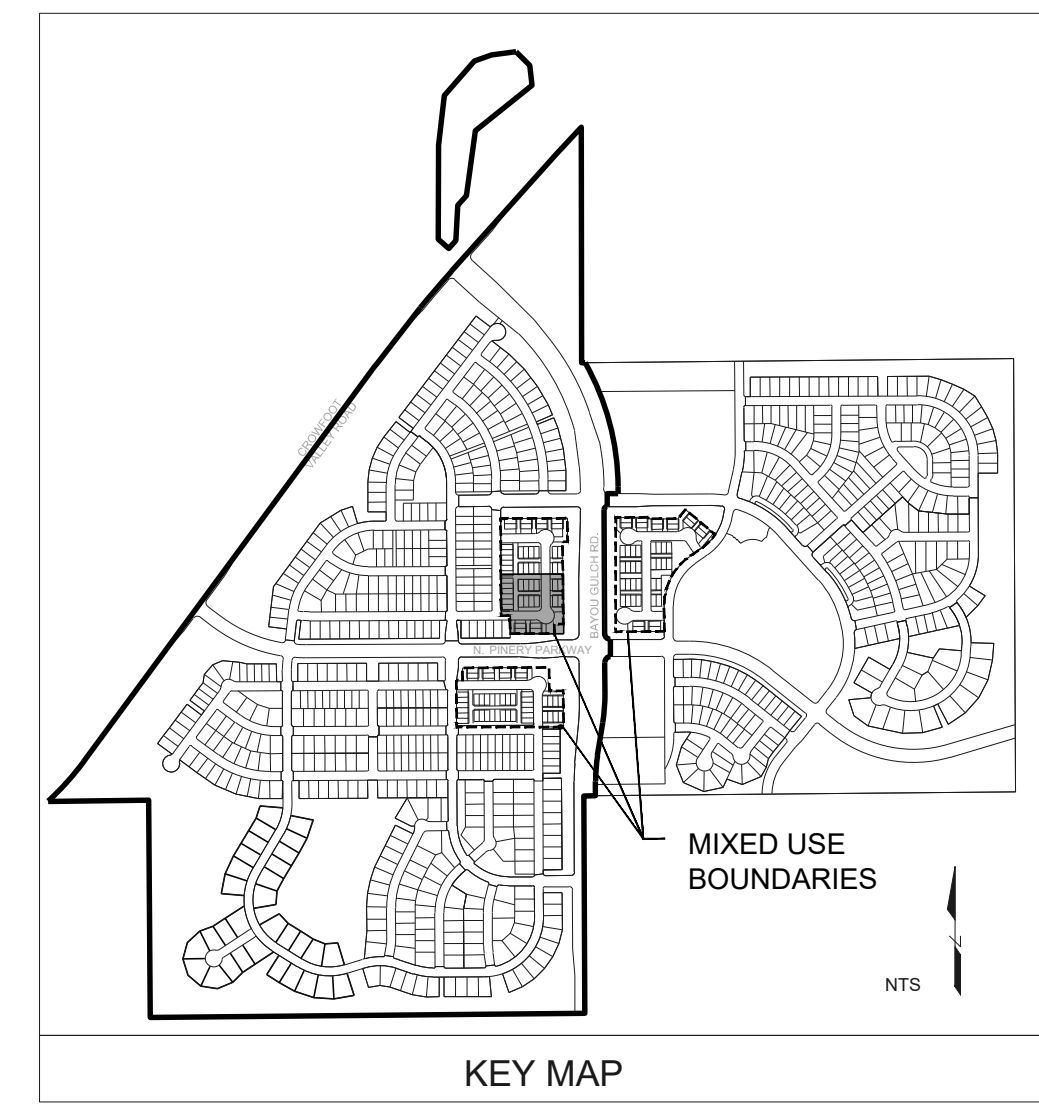 CROWFOOT
VALLEY ROAD
BAYOU GULCH RD.
N. PINERY PARKWAY
MIXED USE
BOUNDARIES
N
NTS
KEY MAP